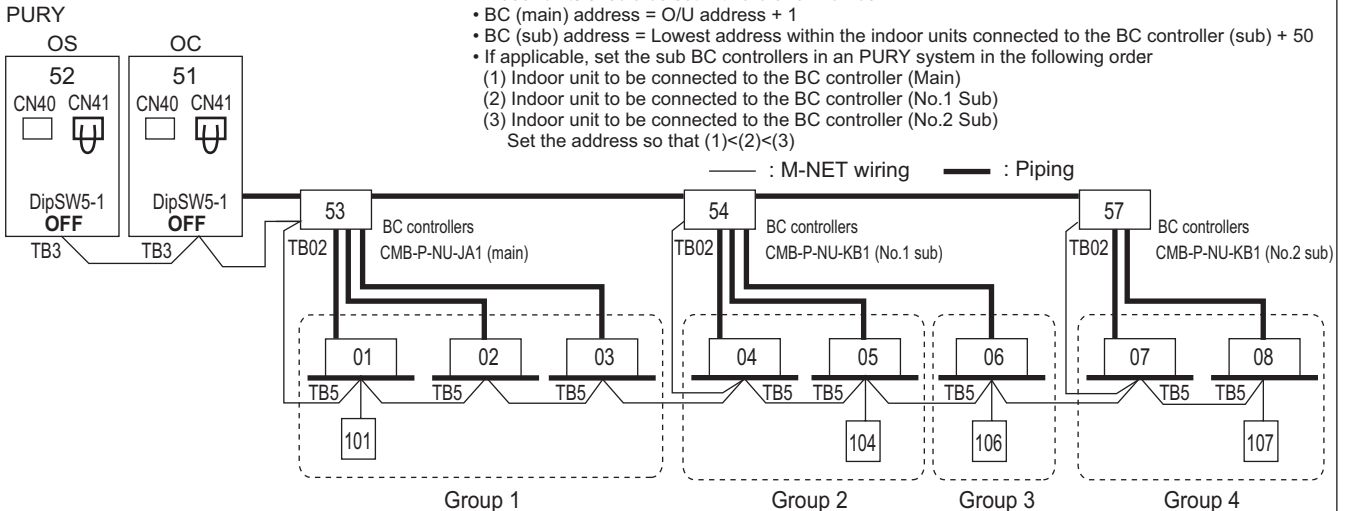 PURY
• BC (main) address = O/U address + 1
• BC (sub) address = Lowest address within the indoor units connected to the BC controller (sub) + 50
• If applicable, set the sub BC controllers in an PURY system in the following order
(1) Indoor unit to be connected to the BC controller (Main)
(2) Indoor unit to be connected to the BC controller (No.1 Sub)
(3) Indoor unit to be connected to the BC controller (No.2 Sub)
Set the address so that (1)<(2)<(3)
: M-NET wiring : Piping
OS OC
52 51
CN40 CN41 CN40 CN41
DipSW5-1 DipSW5-1
OFF OFF
TB3 TB3
53 54 57
TB02 BC controllers TB02 BC controllers TB02 BC controllers
CMB-P-NU-JA1 (main) CMB-P-NU-KB1 (No.1 sub) CMB-P-NU-KB1 (No.2 sub)
01 02 03 04 05 06 07 08
TB5 TB5 TB5 TB5 TB5 TB5 TB5 TB5
101 104 106 107
Group 1 Group 2 Group 3 Group 4